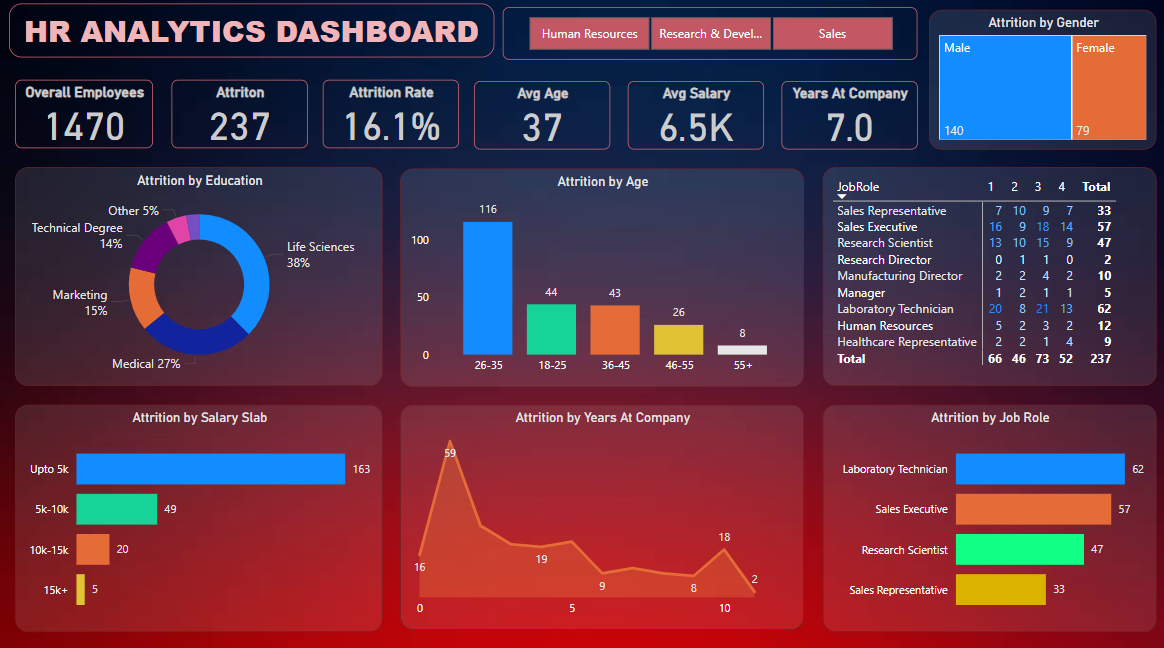 HR ANALYTICS DASHBOARD
Human Resources
Research & Devel...
Sales
Attrition by Gender
Male
Female
140
79
Overall Employees
1470
Attriton
237
Attrition Rate
16.1%
Avg Age
37
Avg Salary
6.5K
Years At Company
7.0
Attrition by Education
Other 5%
Technical Degree
14%
Life Sciences
38%
Marketing
15%
Medical 27%
Attrition by Age
100
50
0
116
44
43
26
8
26-35
18-25
36-45
46-55
55+
JobRole 1 2 3 4 Total
Sales Representative 7 10 9 7 33
Sales Executive 16 9 18 14 57
Research Scientist 13 10 15 9 47
Research Director 0 1 1 0 2
Manufacturing Director 2 2 4 2 10
Manager 1 2 1 1 5
Laboratory Technician 20 8 21 13 62
Human Resources 5 2 3 2 12
Healthcare Representative 2 2 1 4 9
Total 66 46 73 52 237
Attrition by Salary Slab
Upto 5k 163
5k-10k 49
10k-15k 20
15k+ 5
Attrition by Years At Company
59
16
19
9
8
18
2
0
5
10
Attrition by Job Role
Laboratory Technician 62
Sales Executive 57
Research Scientist 47
Sales Representative 33